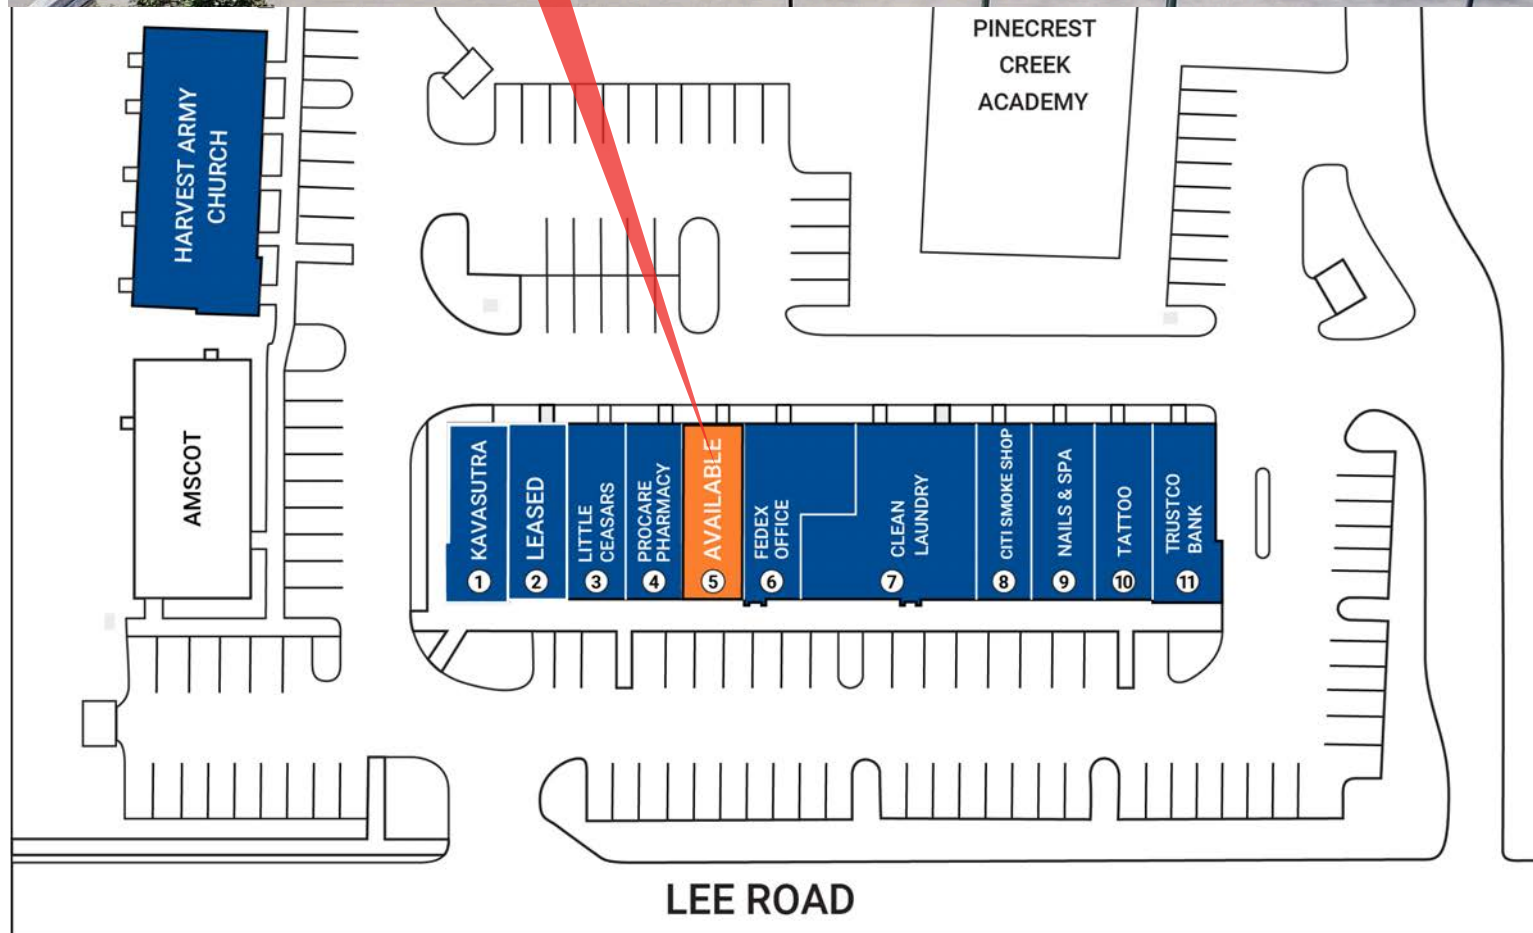 PINECREST
CREEK
ACADEMY
HARVEST ARMY
CHURCH
AMSCOT
KAVASUTRA
1
LEASED
2
LITTLE
CEASARS
3
PROCARE
PHARMACY
4
AVAILABLE
5
FEDEX
OFFICE
6
CLEAN
LAUNDRY
7
CITI SMOKE SHOP
8
NAILS & SPA
9
TATTOO
10
TRUSTCO
BANK
11
LEE ROAD